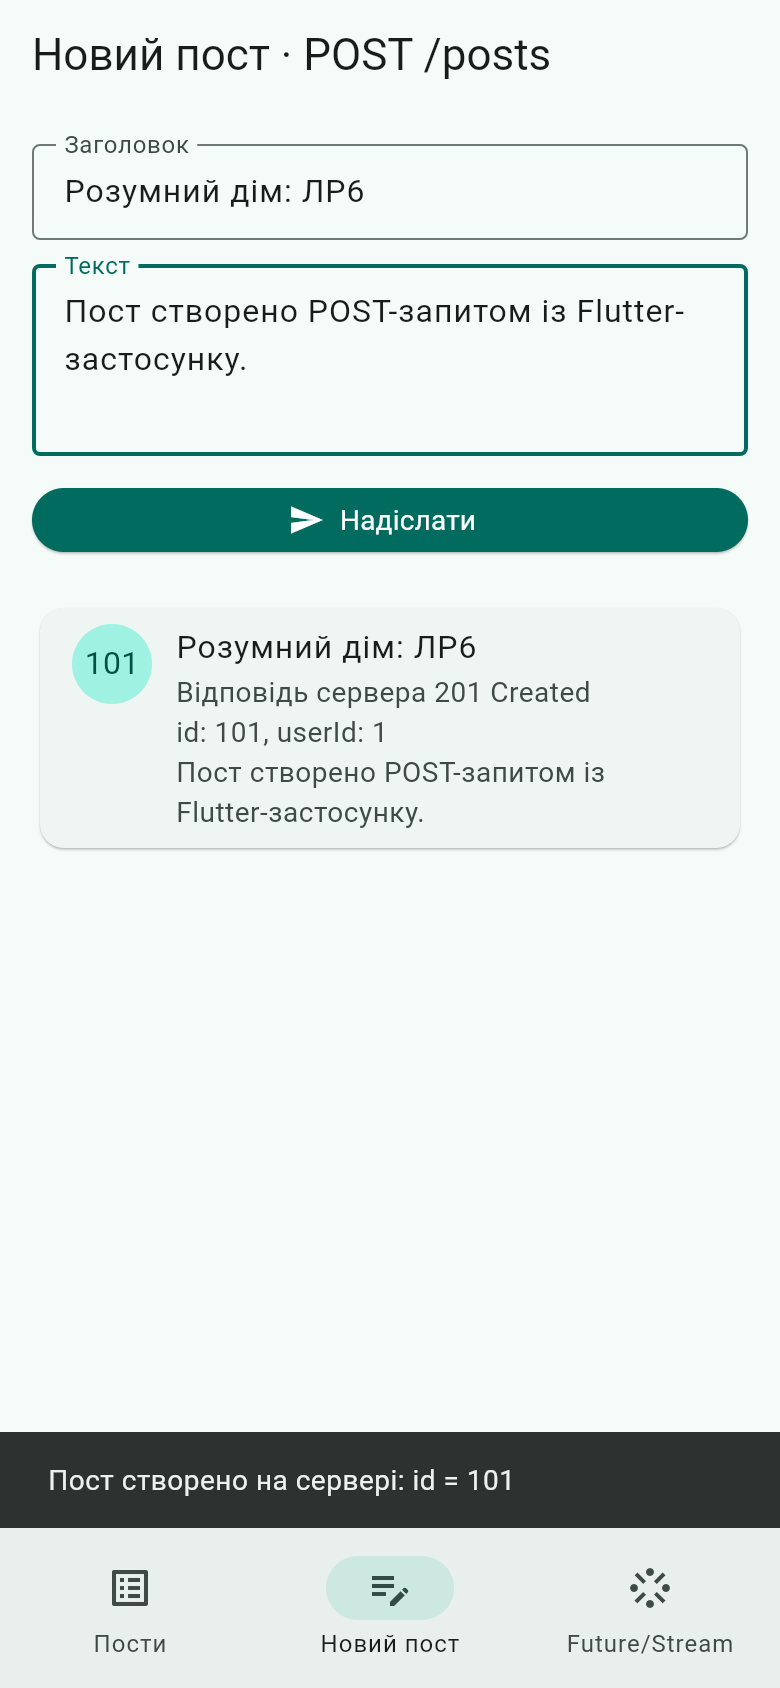 Новий пост · POST /posts
Заголовок
Розумний дім: ЛР6
Текст
Пост створено POST-запитом із Flutter-
застосунку.
Надіслати
101
Розумний дім: ЛР6
Відповідь сервера 201 Created
id: 101, userId: 1
Пост створено POST-запитом із
Flutter-застосунку.
Пост створено на сервері: id = 101
Пости
Новий пост
Future/Stream